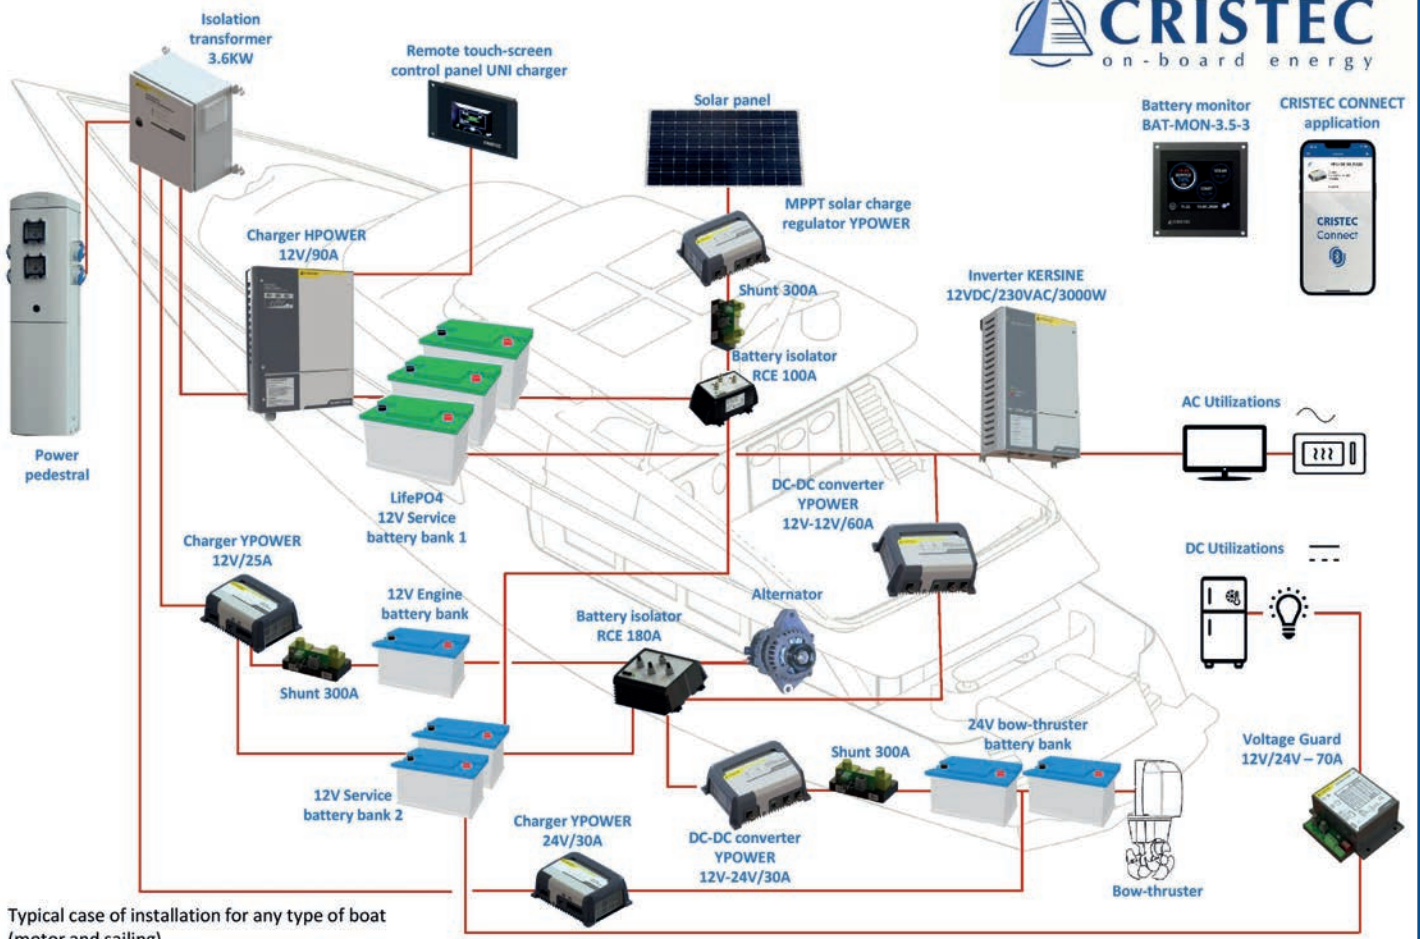 CRISTEC
on-board energy
Isolation
transformer
3.6KW
Remote touch-screen
control panel UNI charger
Solar panel
Battery monitor
BAT-MON-3.5-3
CRISTEC CONNECT
application
CRISTEC
Connect
MPPT solar charge
regulator YPOWER
Charger HPOWER
12V/90A
Shunt 300A
Inverter KERSINE
12VDC/230VAC/3000W
Battery isolator
RCE 100A
AC Utilizations
Power
pedestral
DC-DC converter
YPOWER
12V-12V/60A
LifePO4
12V Service
battery bank 1
Charger YPOWER
12V/25A
DC Utilizations
12V Engine
battery bank
Alternator
Battery isolator
RCE 180A
Shunt 300A
24V bow-thruster
battery bank
Shunt 300A
Voltage Guard
12V/24V – 70A
12V Service
battery bank 2
Charger YPOWER
24V/30A
DC-DC converter
YPOWER
12V-24V/30A
Bow-thruster
Typical case of installation for any type of boat
(motor and sailing)